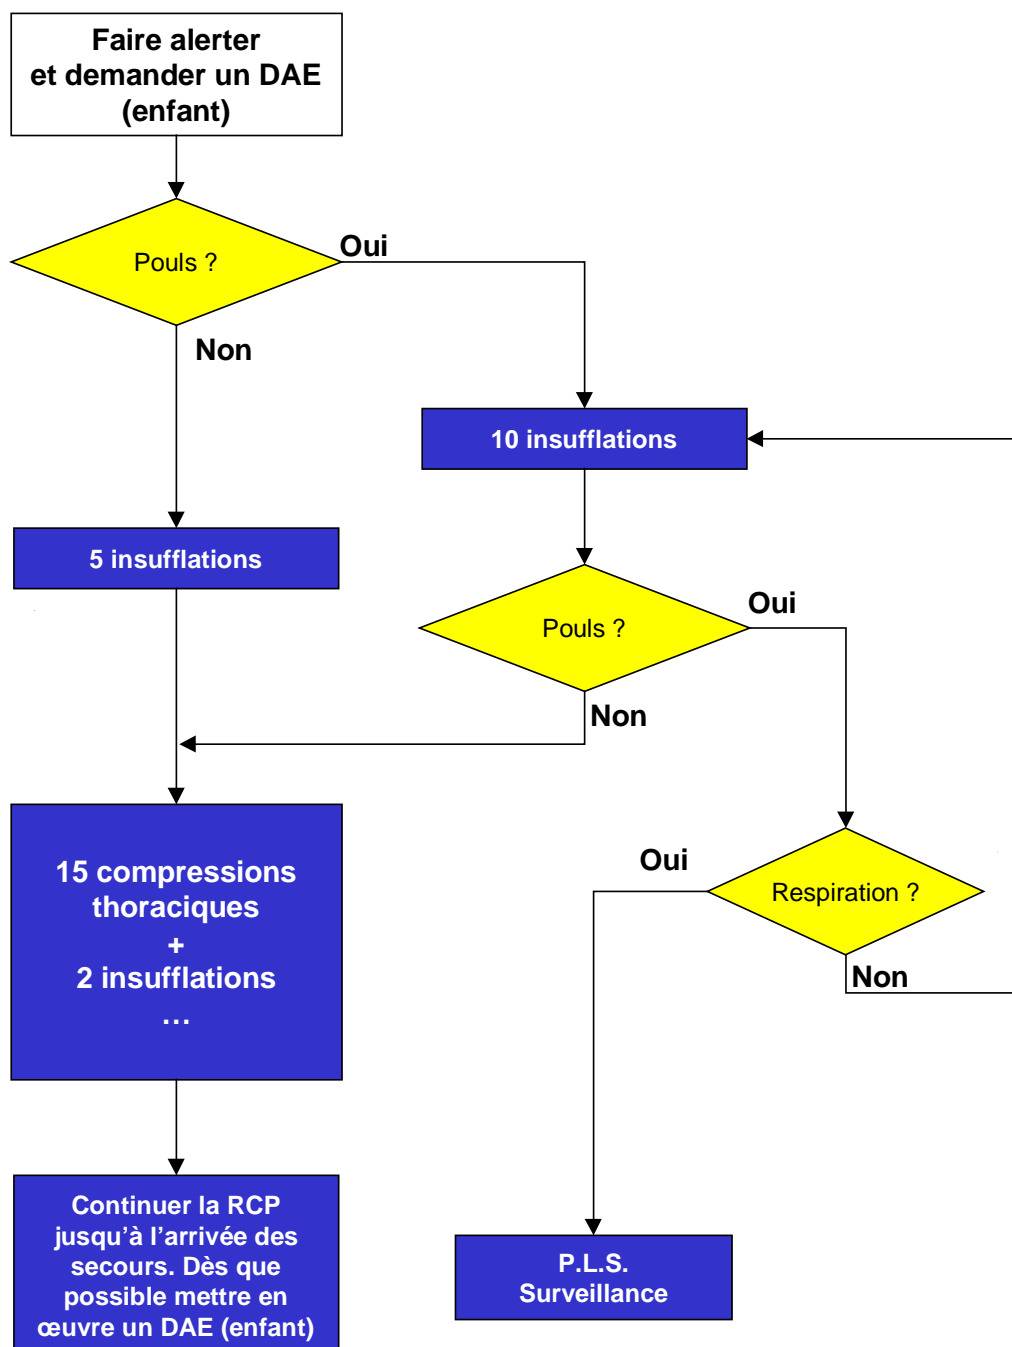 Faire alerter
et demander un DAE
(enfant)
Pouls ?
Oui
Non
10 insufflations
5 insufflations
Pouls ?
Oui
Non
15 compressions
thoraciques
+
2 insufflations
…
Oui
Respiration ?
Non
Continuer la RCP
jusqu’à l’arrivée des
secours. Dès que
possible mettre en
œuvre un DAE (enfant)
P.L.S.
Surveillance